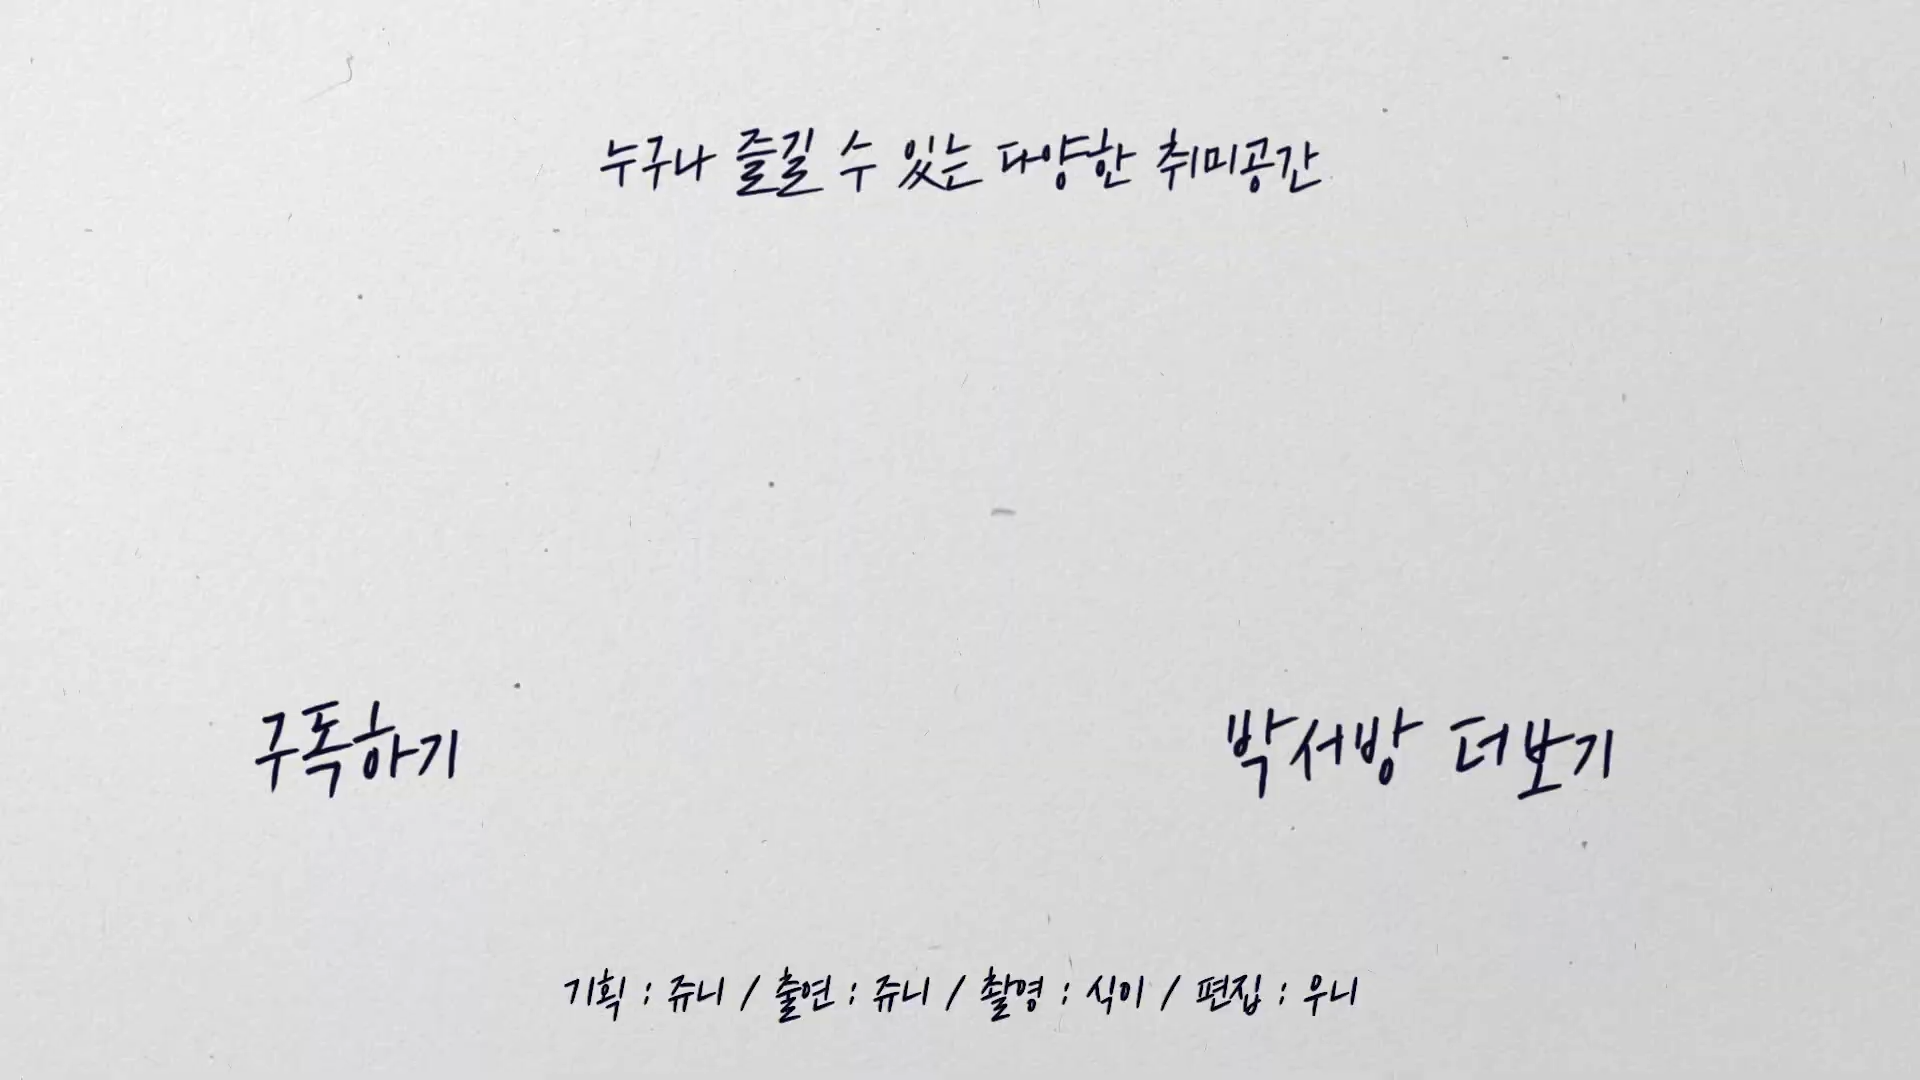 누구나 즐길 수 있는 다양한 취미공간
구독하기
박서방 더보기
기획 : 쥬니 / 출연 : 쥬니 / 촬영 : 식이 / 편집 : 우니